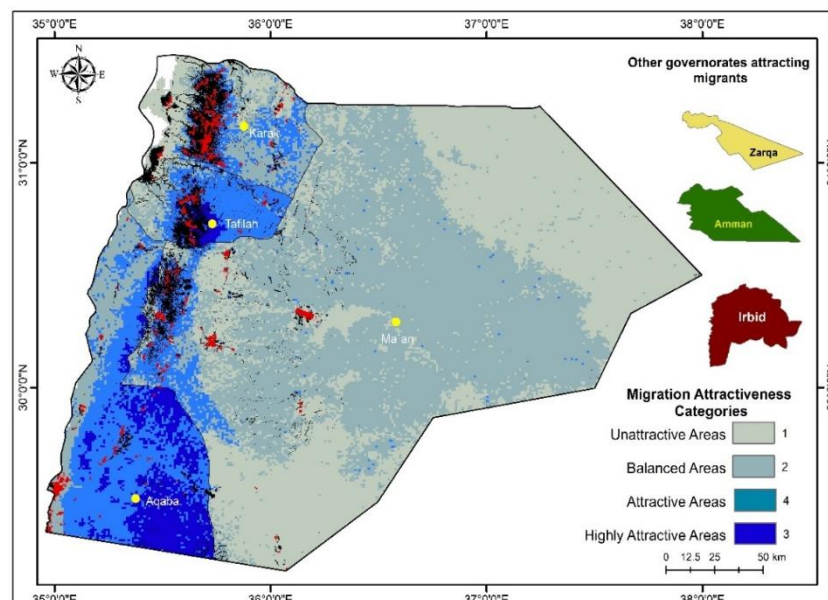 35°0'0"E 36°0'0"E 37°0'0"E 38°0'0"E
N
W E
S
Other governorates attracting
migrants
Zarqa
Amman
Irbid
Karak
Tafilah
Ma'an
Aqaba
31°0'0"N
30°0'0"N
Migration Attractiveness
Categories
Unattractive Areas 1
Balanced Areas 2
Attractive Areas 4
Highly Attractive Areas 3
0 12.5 25 50 km
35°0'0"E 36°0'0"E 37°0'0"E 38°0'0"E